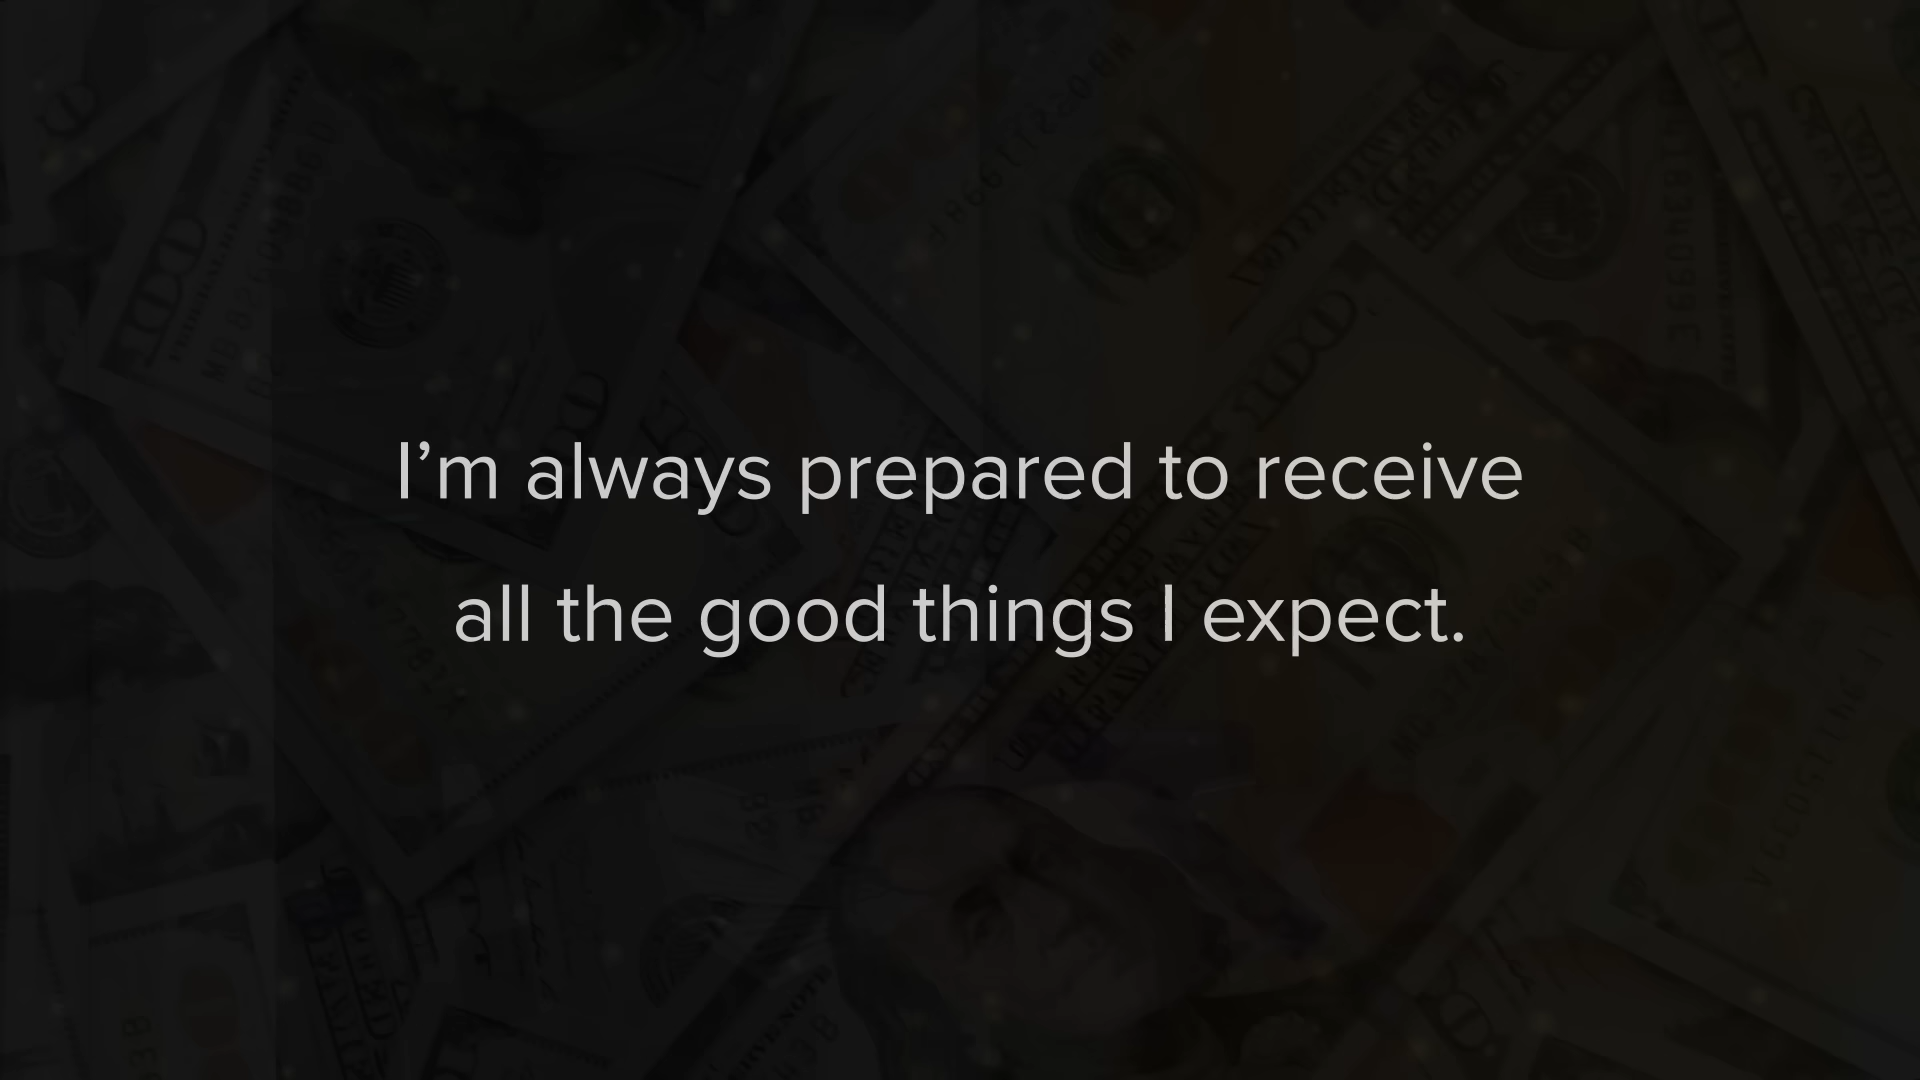 I’m always prepared to receive
all the good things I expect.